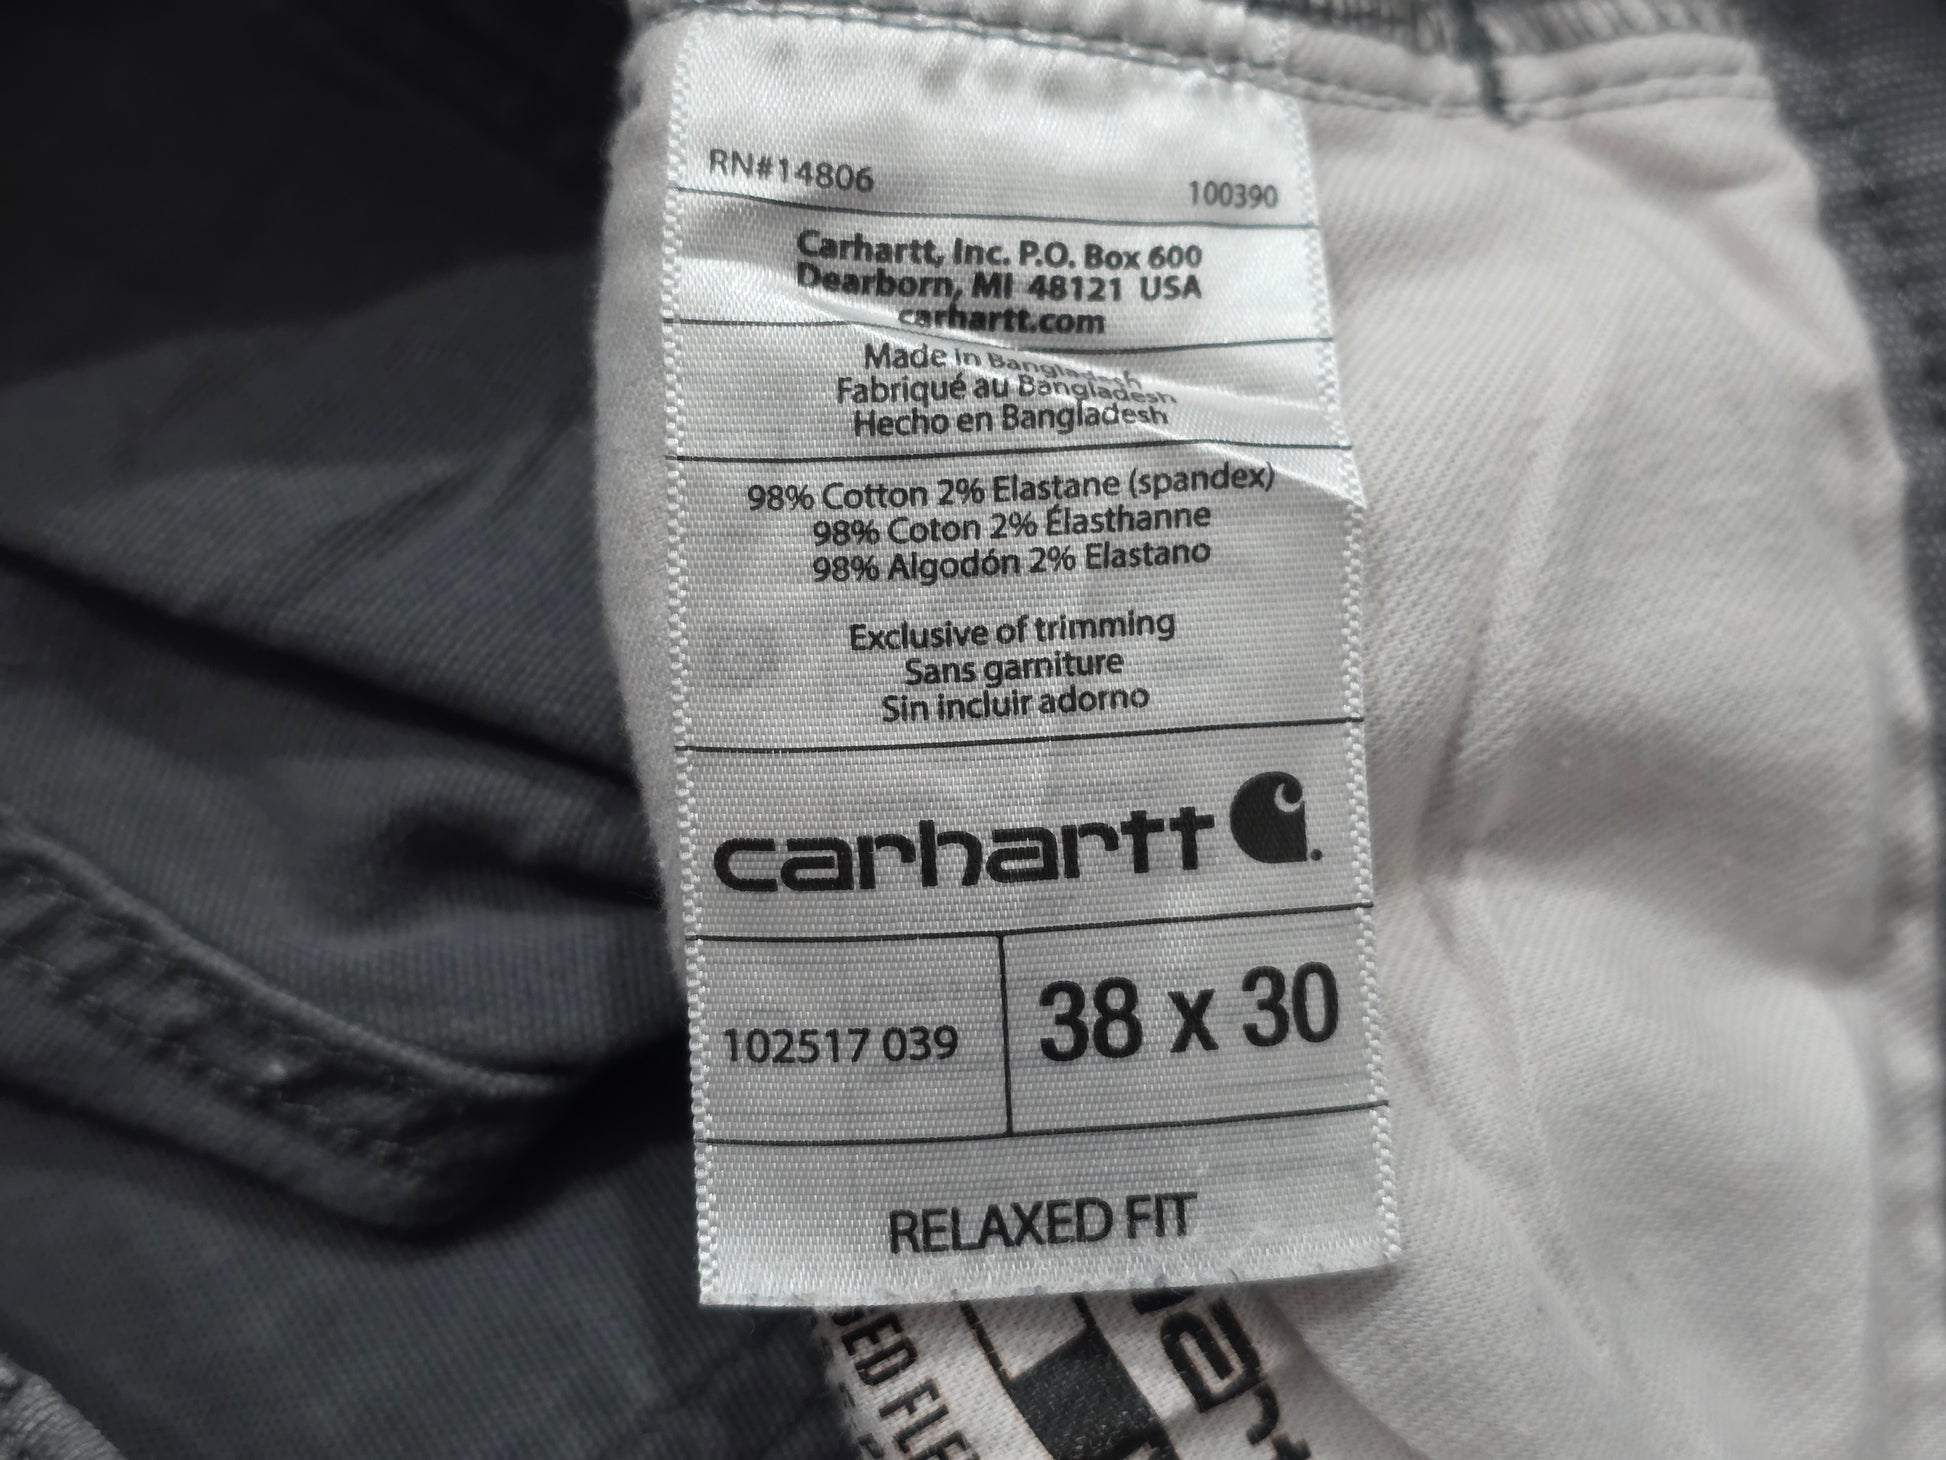 RN#14806
100390
Carhartt, Inc. P.O. Box 600
Dearborn, MI 48121 USA
carhartt.com
Made in Bangladesh
Fabriqué au Bangladesh
Hecho en Bangladesh
98% Cotton 2% Elastane (spandex)
98% Coton 2% Élasthanne
98% Algodón 2% Elastano
Exclusive of trimming
Sans garniture
Sin incluir adorno
carhartt
102517 039
38 x 30
RELAXED FIT